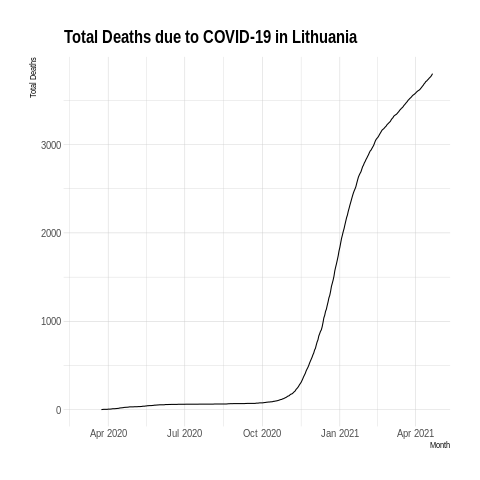 Total Deaths due to COVID-19 in Lithuania
Total Deaths
3000
2000
1000
0
Apr 2020 Jul 2020 Oct 2020 Jan 2021 Apr 2021
Month